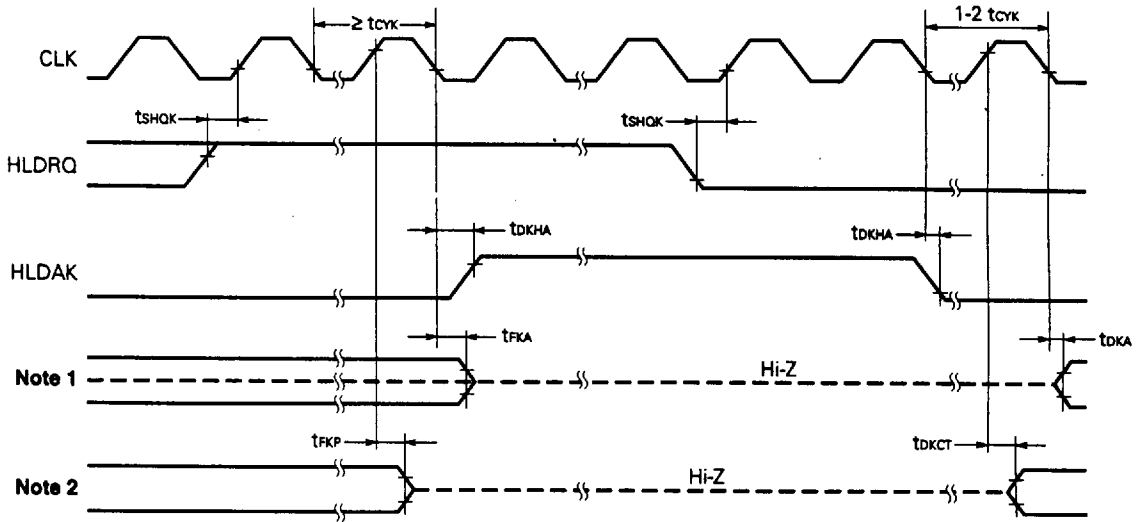 ≥ tCYK
1-2 tCYK
CLK
tSHQK
tSHQK
HLDRQ
tDKHA
tDKHA
HLDAK
tFKA
tDKA
Note 1
Hi-Z
tFKP
tDKCT
Note 2
Hi-Z